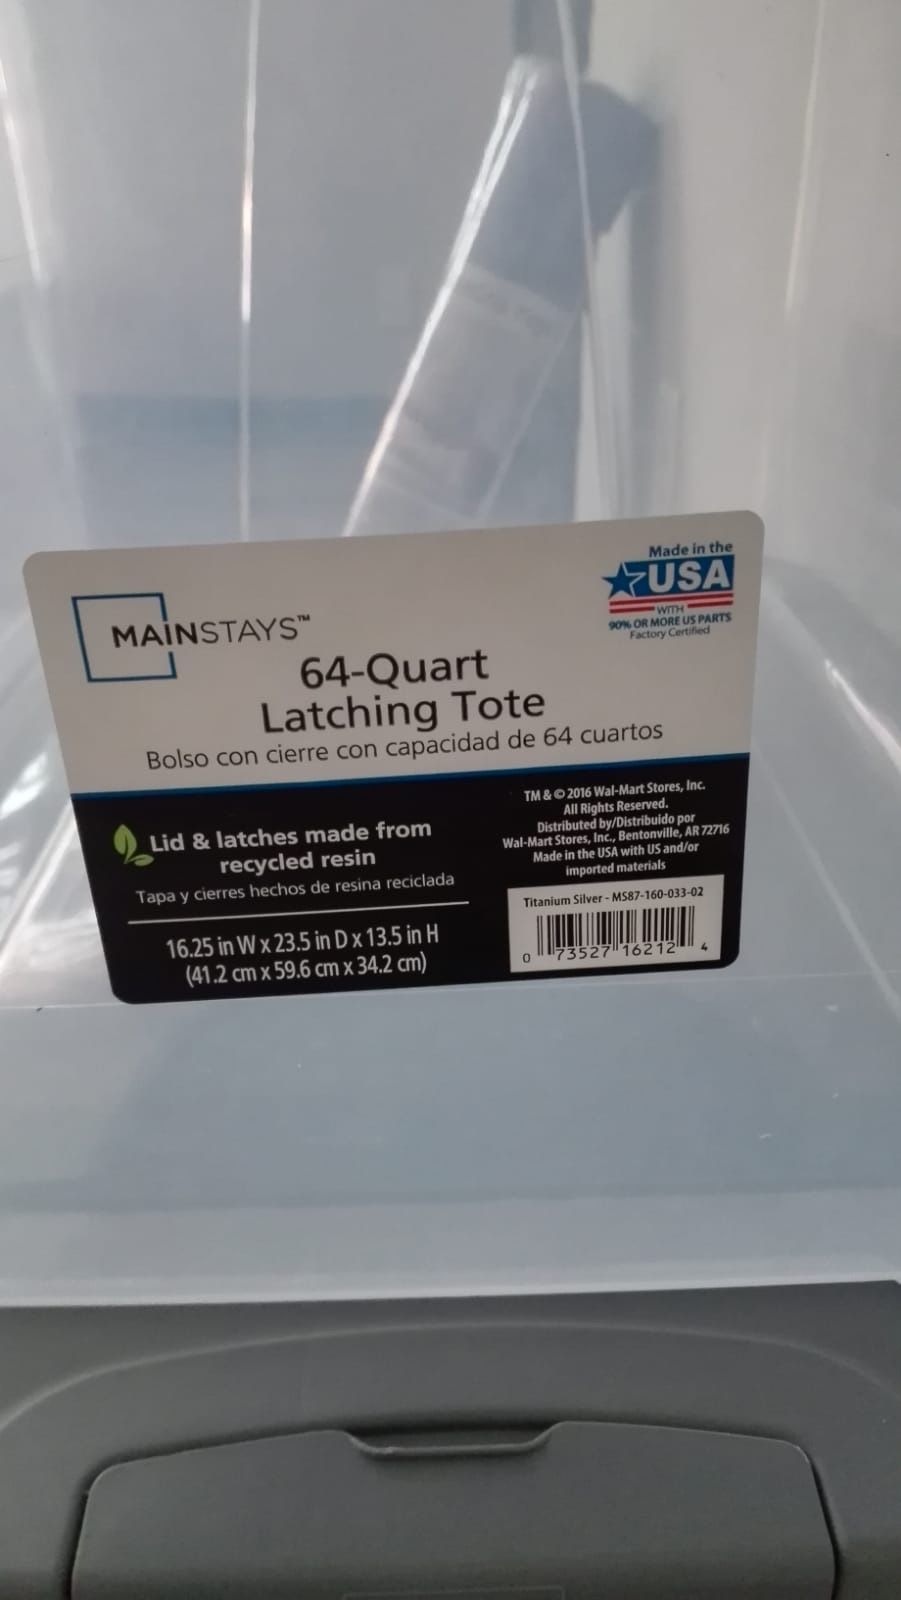 MAINSTAYS™
64-Quart
Latching Tote
Bolso con cierre con capacidad de 64 cuartos
Made in the
USA
WITH
90% OR MORE US PARTS
Factory Certified
Lid & latches made from
recycled resin
Tapa y cierres hechos de resina reciclada
16.25 in W x 23.5 in D x 13.5 in H
(41.2 cm x 59.6 cm x 34.2 cm)
TM & © 2016 Wal-Mart Stores, Inc.
All Rights Reserved.
Distributed by/Distribuido por
Wal-Mart Stores, Inc., Bentonville, AR 72716
Made in the USA with US and/or
imported materials
Titanium Silver - MS87-160-033-02
0 73527 16212 4